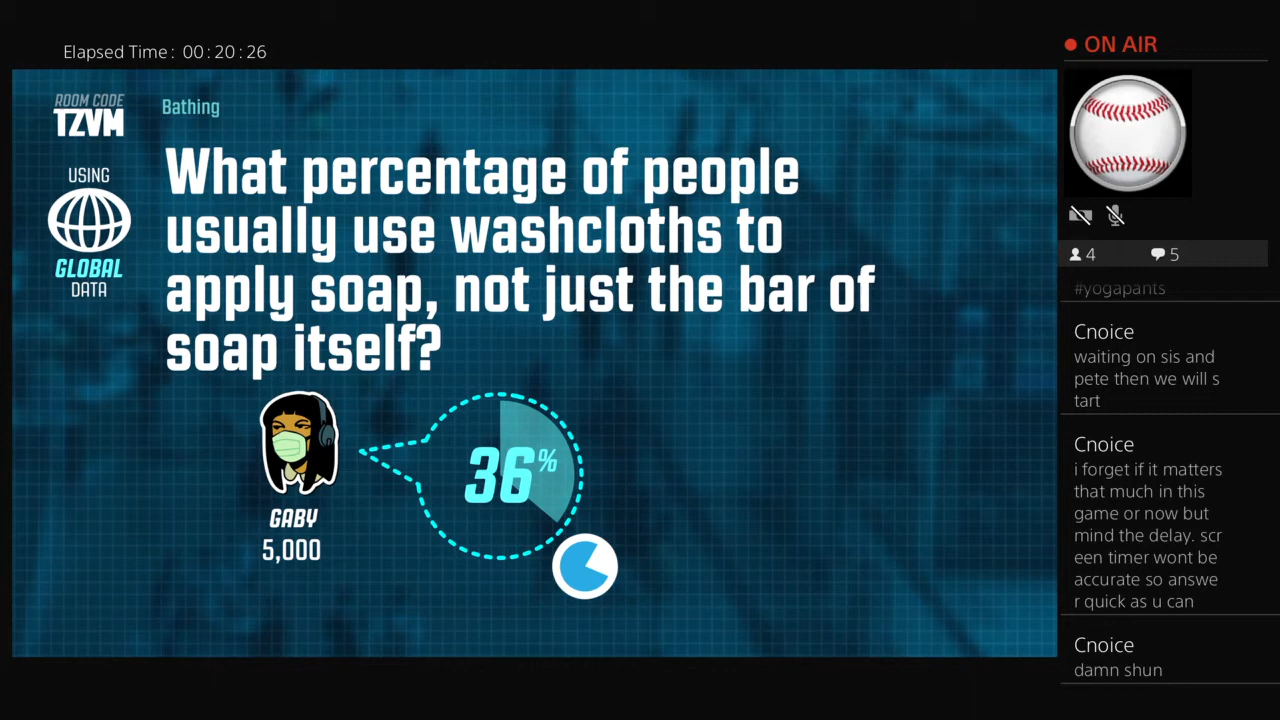 Elapsed Time: 00:20:26
ON AIR
ROOM CODE
TZVM
Bathing
USING
GLOBAL
DATA
What percentage of people
usually use washcloths to
apply soap, not just the bar of
soap itself?
36%
GABY
5,000
4
5
#yogapants
Cnoice
waiting on sis and
pete then we will s
tart
Cnoice
i forget if it matters
that much in this
game or now but
mind the delay. scr
een timer wont be
accurate so answe
r quick as u can
Cnoice
damn shun